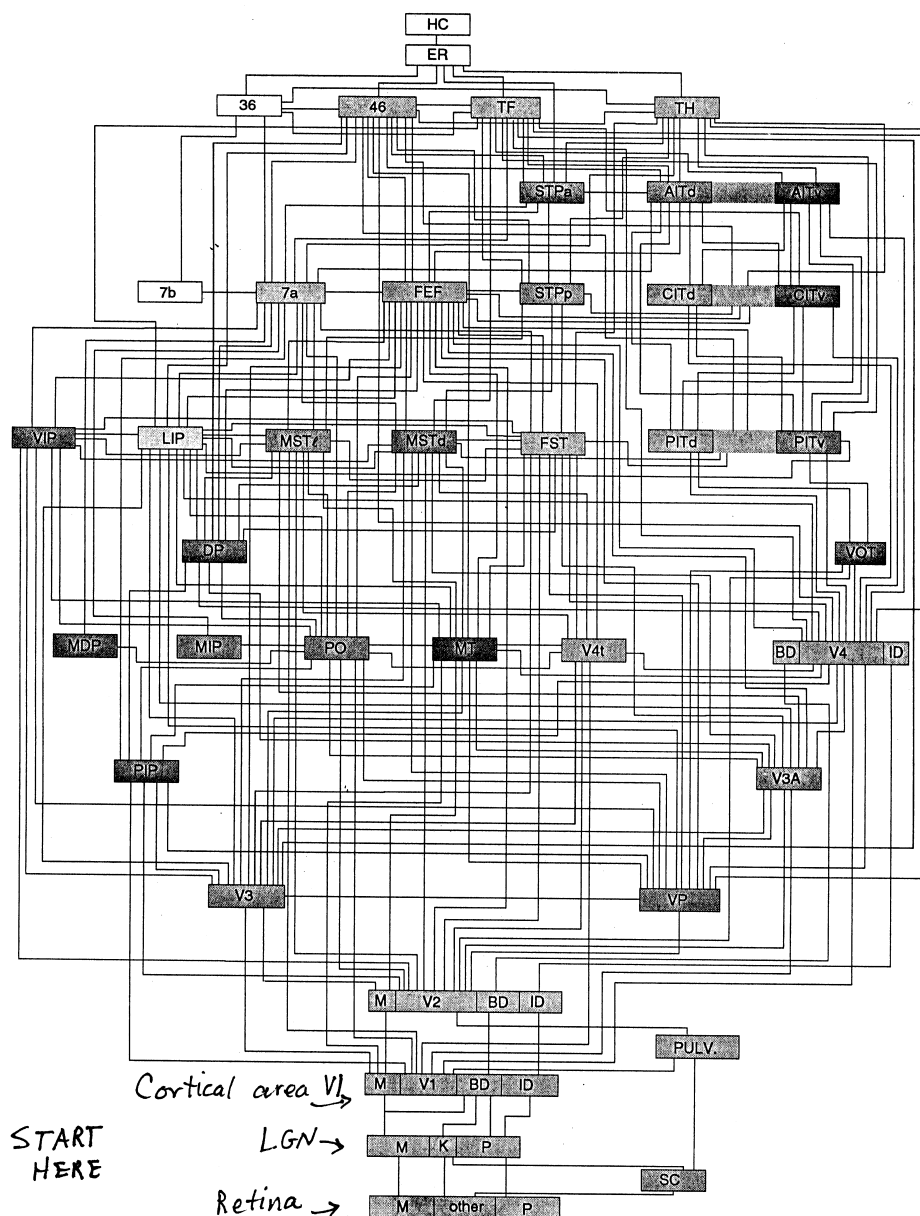 HC
ER
36 46 TF TH
STPa AITd AITv
7b 7a FEF STPp CITd CITv
VIP LIP MSTℓ MSTd FST PITd PITv
DP VOT
MDP MIP PO MT V4t BD V4 ID
PIP V3A
V3 VP
M V2 BD ID
PULV.
Cortical area V1 M V1 BD ID
START HERE
LGN M K P
SC
Retina M other P